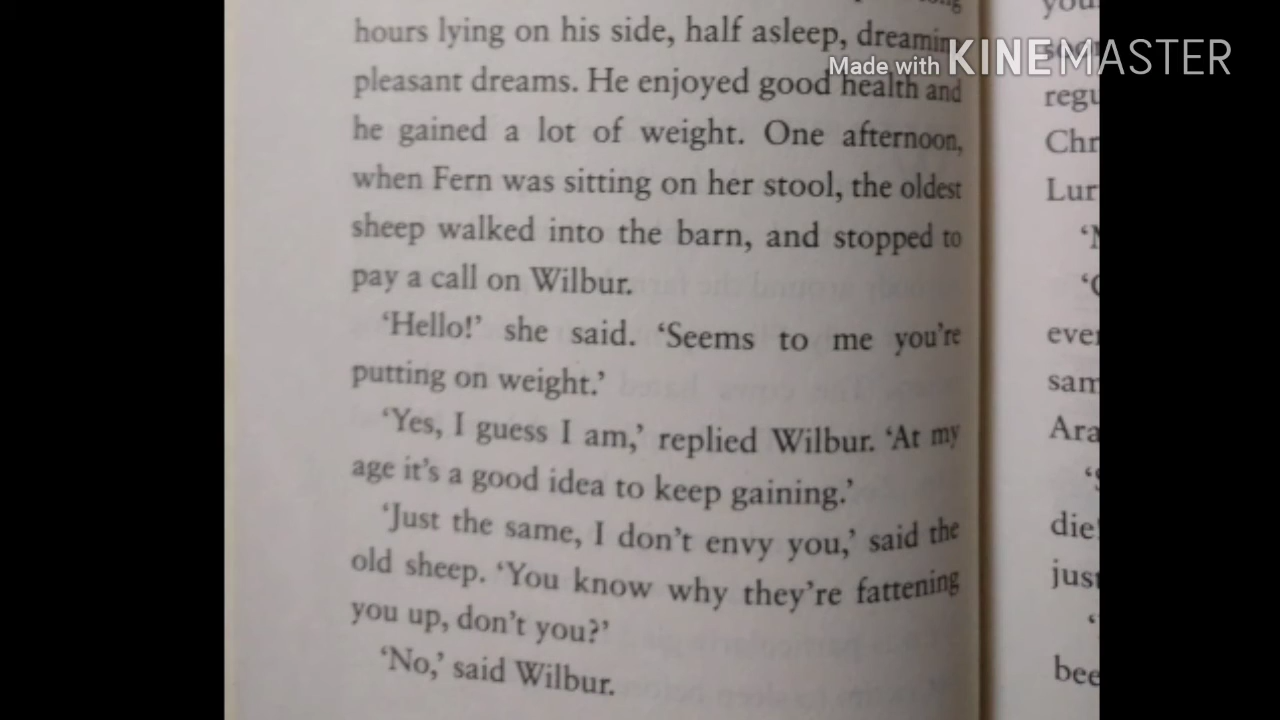 Made with KINEMASTER
hours lying on his side, half asleep,
pleasant dreams. He enjoyed good health and
he gained a lot of weight. One afternoon,
when Fern was sitting on her stool, the oldest
sheep walked into the barn, and stopped to
pay a call on Wilbur.
‘Hello!’ she said. ‘Seems to me you’re
putting on weight.’
‘Yes, I guess I am,’ replied Wilbur. ‘At my
age it’s a good idea to keep gaining.’
‘Just the same, I don’t envy you,’ said the
old sheep. ‘You know why they’re fattening
you up, don’t you?’
‘No,’ said Wilbur.